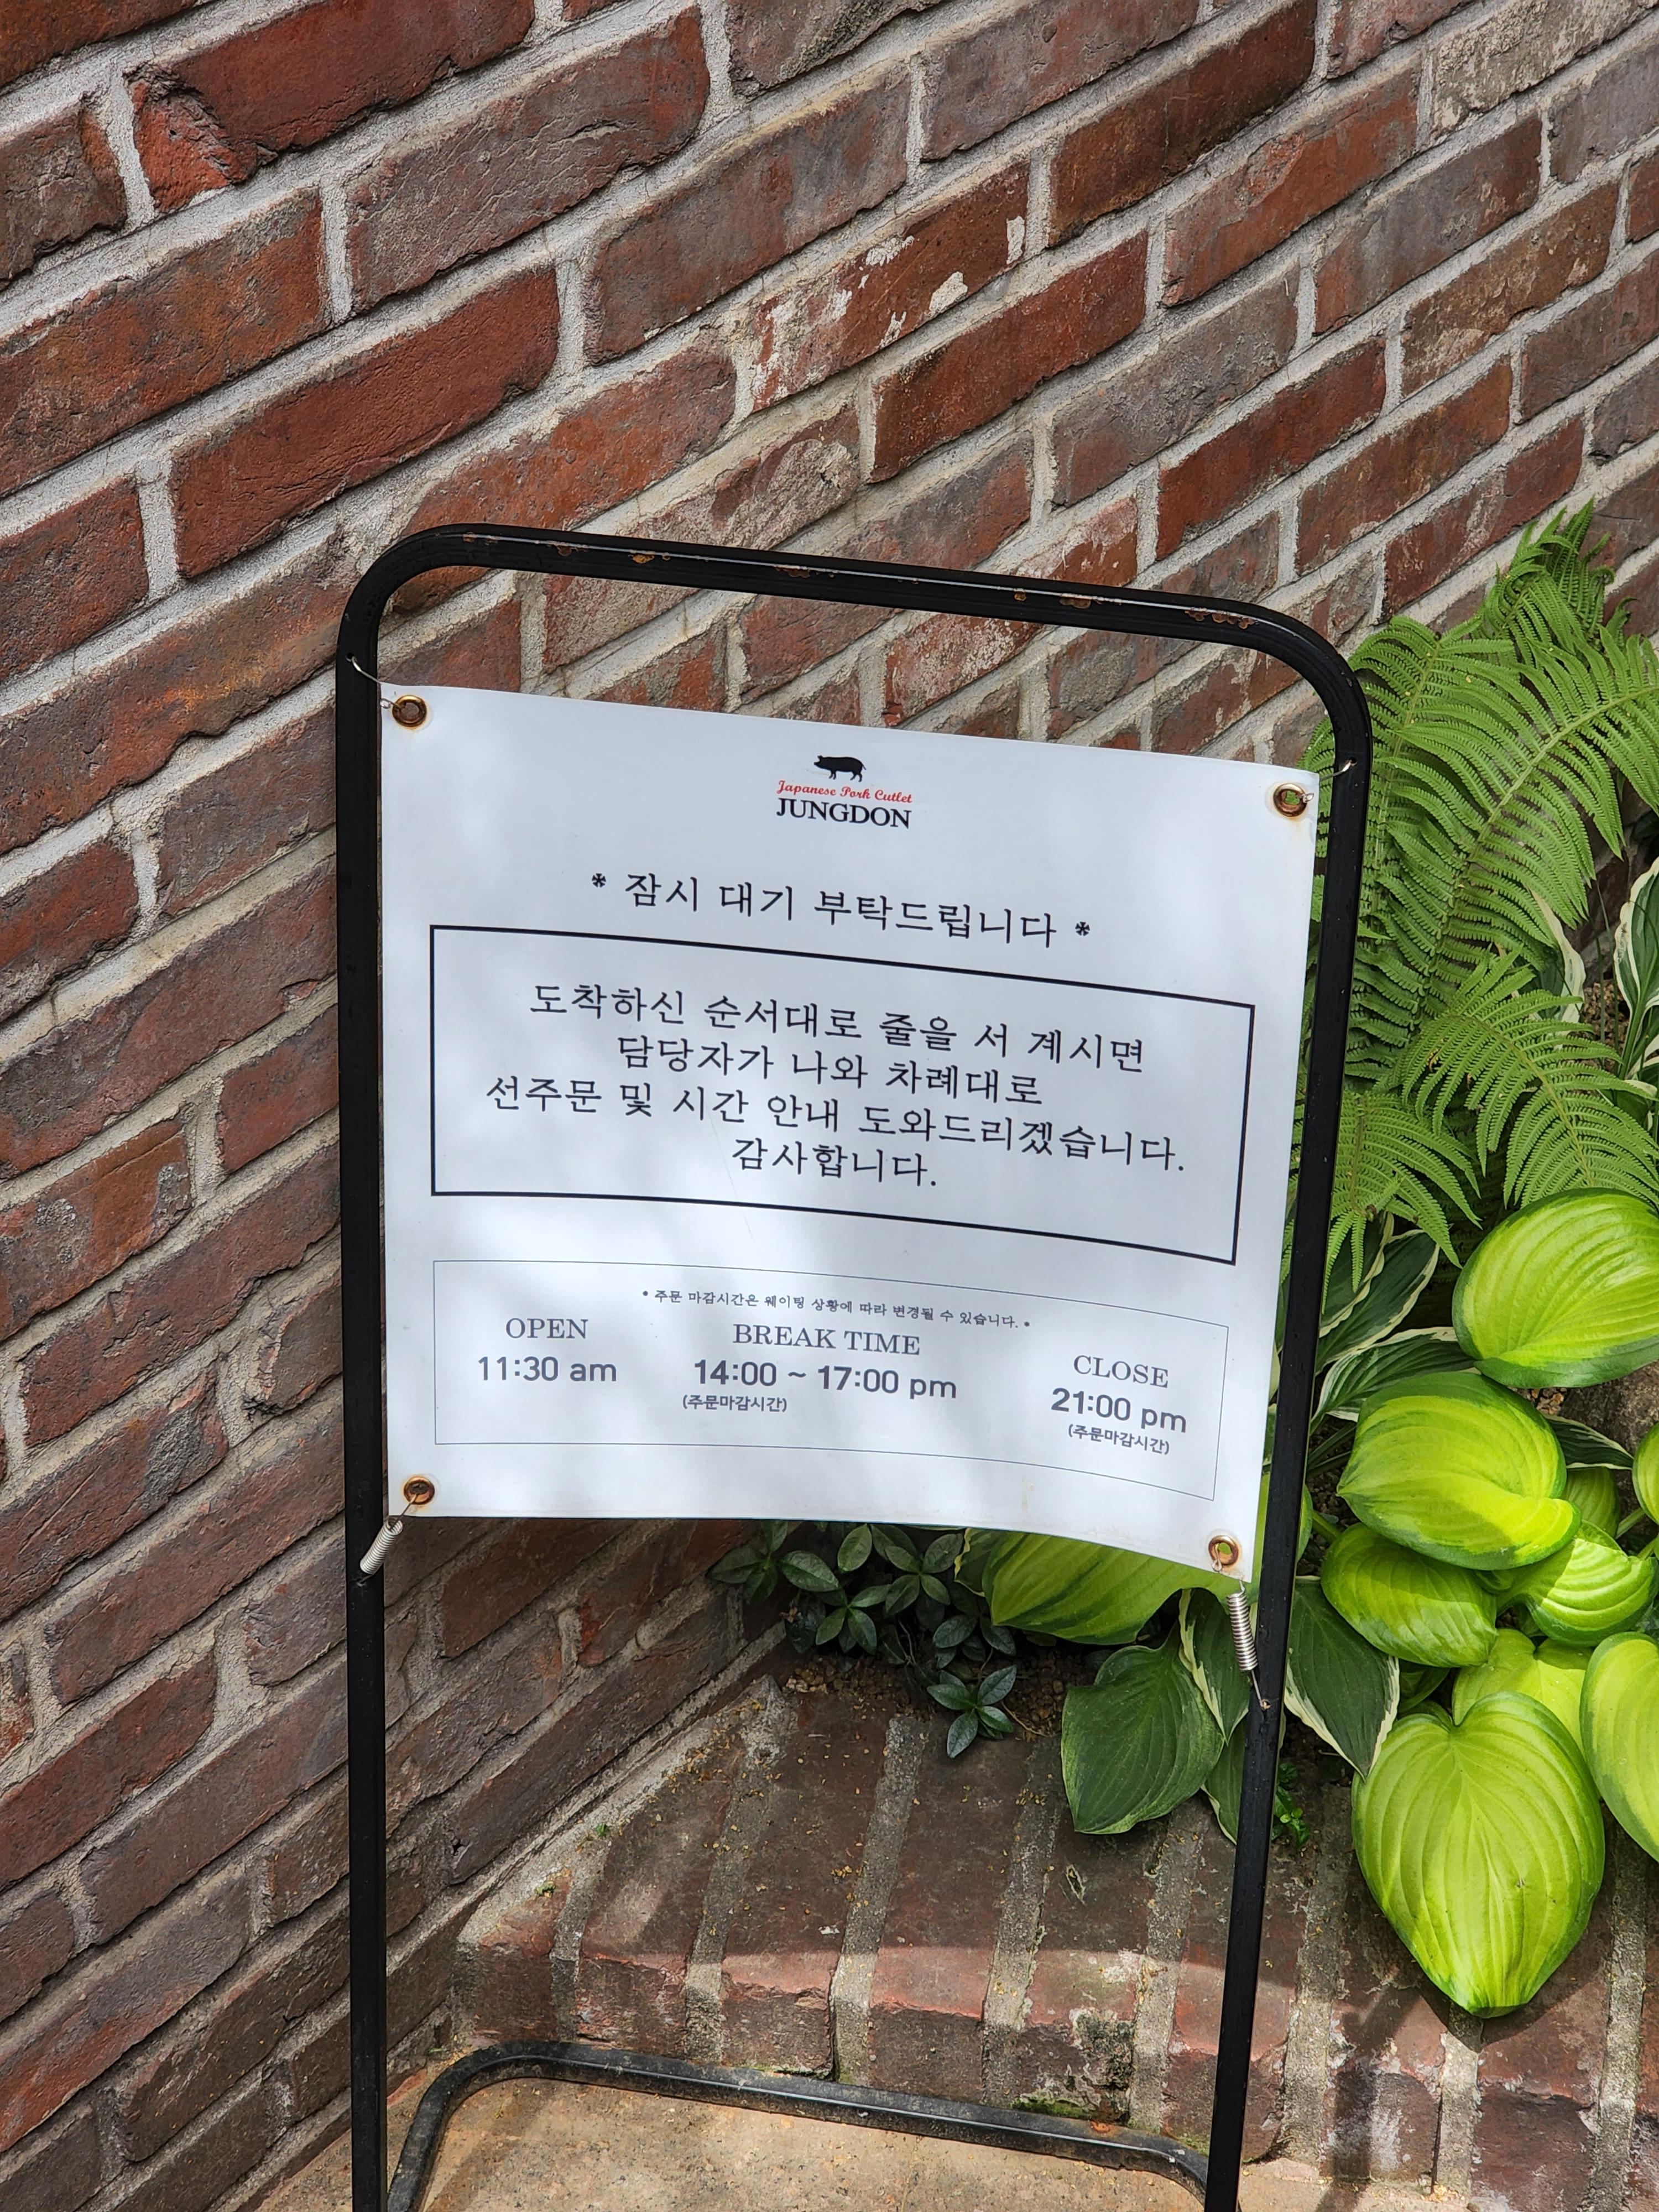 Japanese Pork Cutlet
JUNGDON
* 잠시 대기 부탁드립니다 *
도착하신 순서대로 줄을 서 계시면
담당자가 나와 차례대로
선주문 및 시간 안내 도와드리겠습니다.
감사합니다.
* 주문 마감시간은 웨이팅 상황에 따라 변경될 수 있습니다. *
OPEN
11:30 am
BREAK TIME
14:00 ~ 17:00 pm
(주문마감시간)
CLOSE
21:00 pm
(주문마감시간)